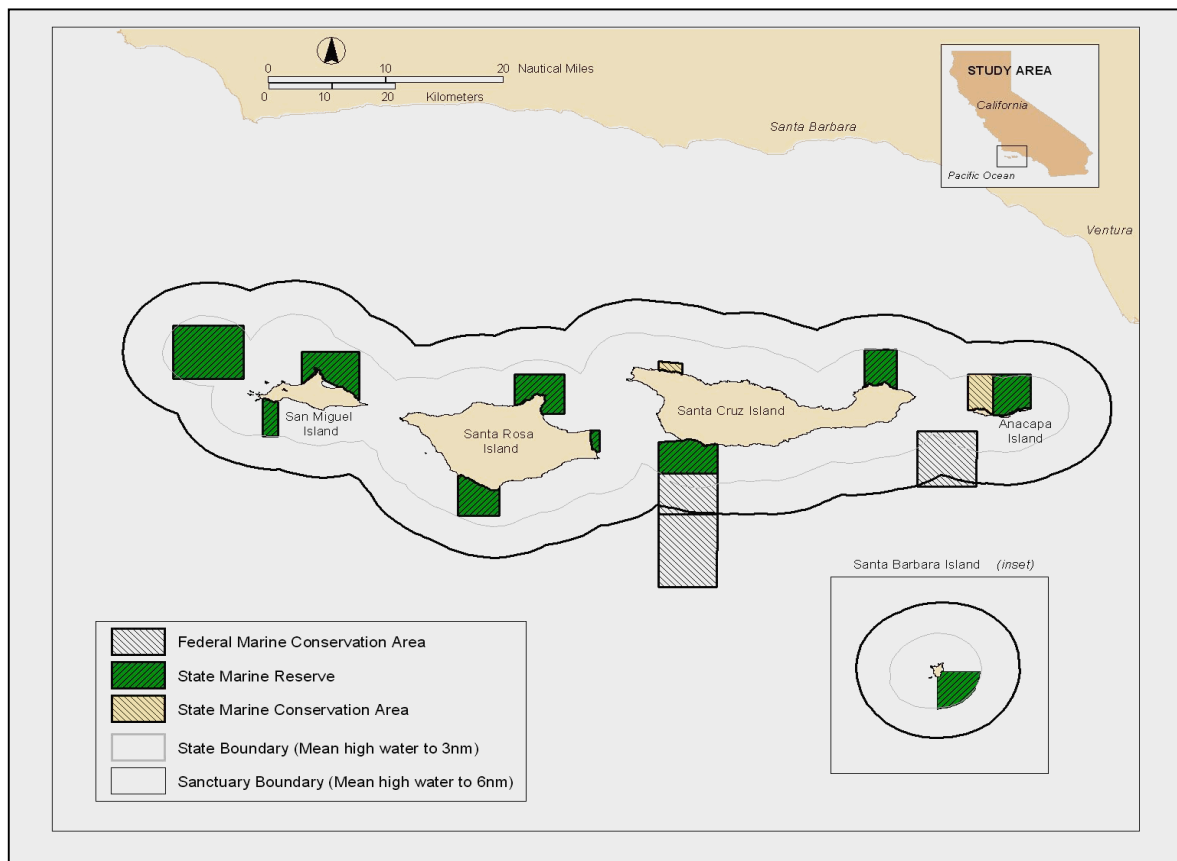 0 10 20 Nautical Miles
0 10 20 Kilometers
STUDY AREA
California
Pacific Ocean
Santa Barbara
Ventura
San Miguel
Island
Santa Rosa
Island
Santa Cruz Island
Anacapa
Island
Santa Barbara Island (inset)
Federal Marine Conservation Area
State Marine Reserve
State Marine Conservation Area
State Boundary (Mean high water to 3nm)
Sanctuary Boundary (Mean high water to 6nm)